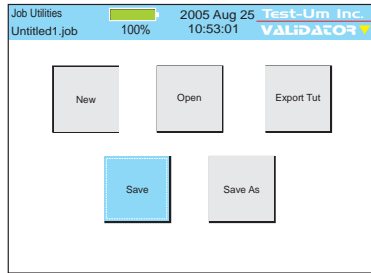 Job Utilities 2005 Aug 25 Test-Um Inc.
Untitled1.job 100% 10:53:01 VALiDATOR
New Open Export Tut
Save Save As